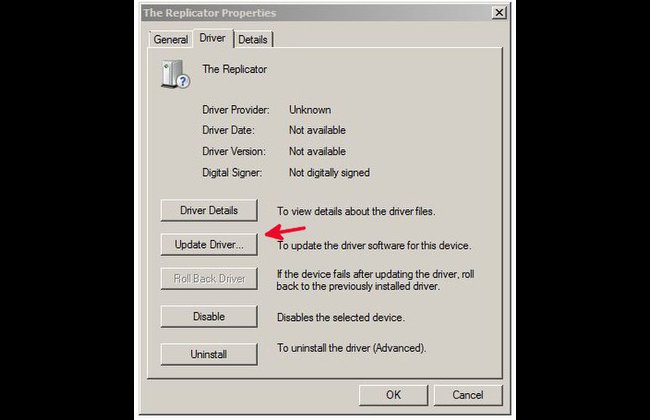 The Replicator Properties
General Driver Details
The Replicator
Driver Provider: Unknown
Driver Date: Not available
Driver Version: Not available
Digital Signer: Not digitally signed
Driver Details To view details about the driver files.
Update Driver... To update the driver software for this device.
Roll Back Driver If the device fails after updating the driver, roll
back to the previously installed driver.
Disable Disables the selected device.
Uninstall To uninstall the driver (Advanced).
OK Cancel